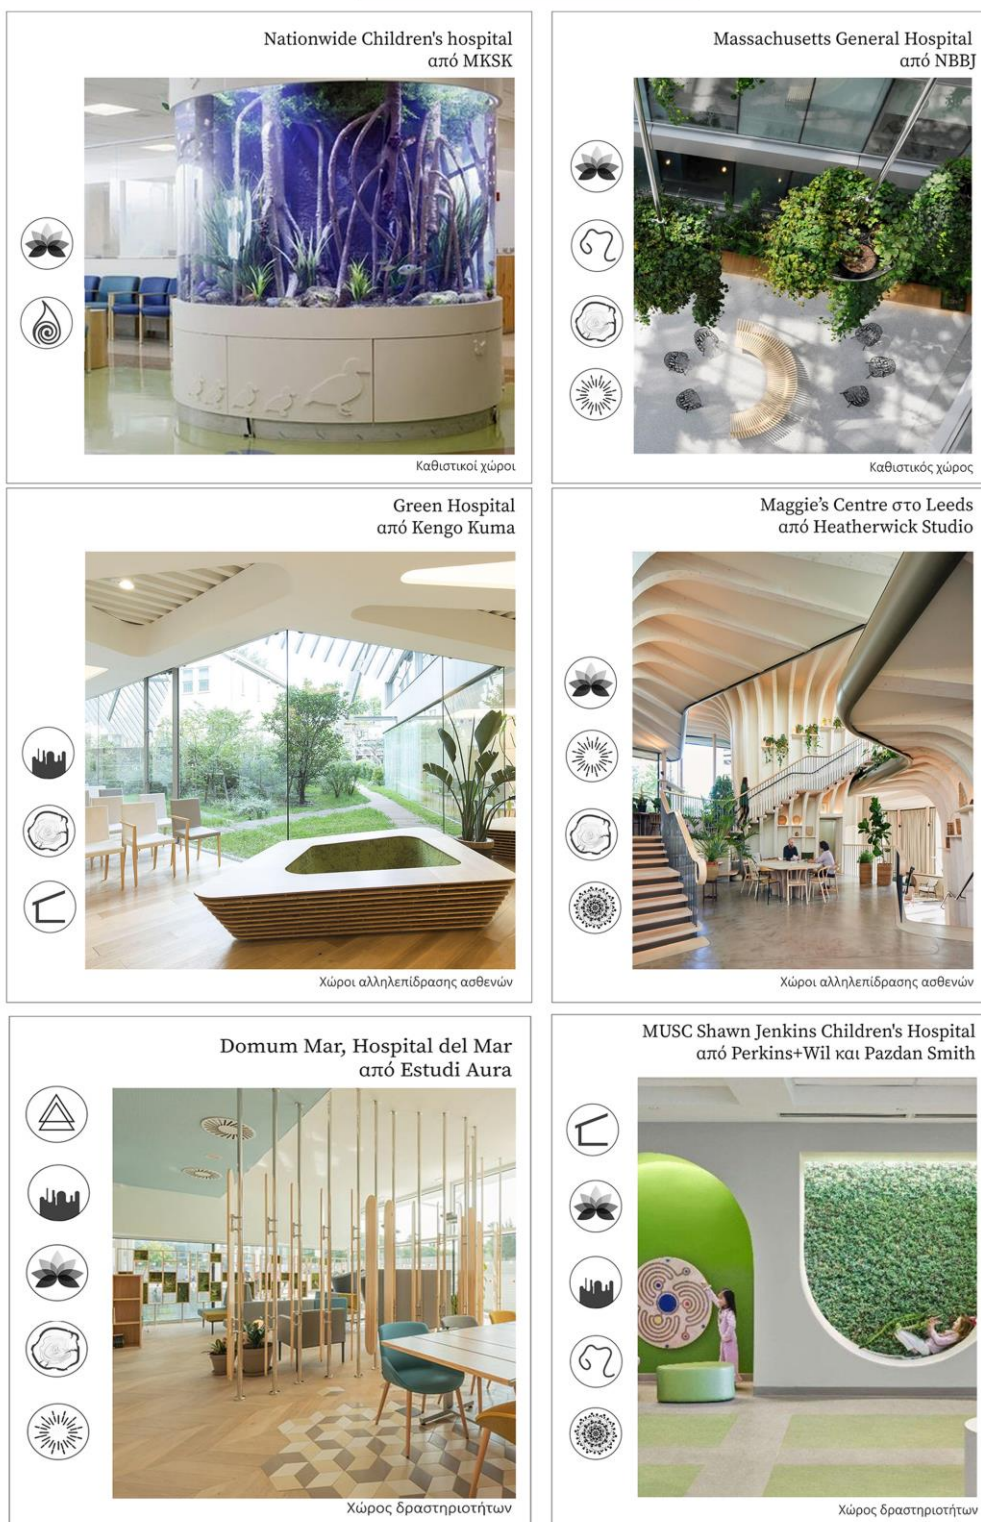 Nationwide Children's hospital
από MKSK
Καθιστικοί χώροι
Massachusetts General Hospital
από NBBJ
Καθιστικός χώρος
Green Hospital
από Kengo Kuma
Χώροι αλληλεπίδρασης ασθενών
Maggie’s Centre στο Leeds
από Heatherwick Studio
Χώροι αλληλεπίδρασης ασθενών
Domum Mar, Hospital del Mar
από Estudi Aura
Χώρος δραστηριοτήτων
MUSC Shawn Jenkins Children's Hospital
από Perkins+Wil και Pazdan Smith
Χώρος δραστηριοτήτων